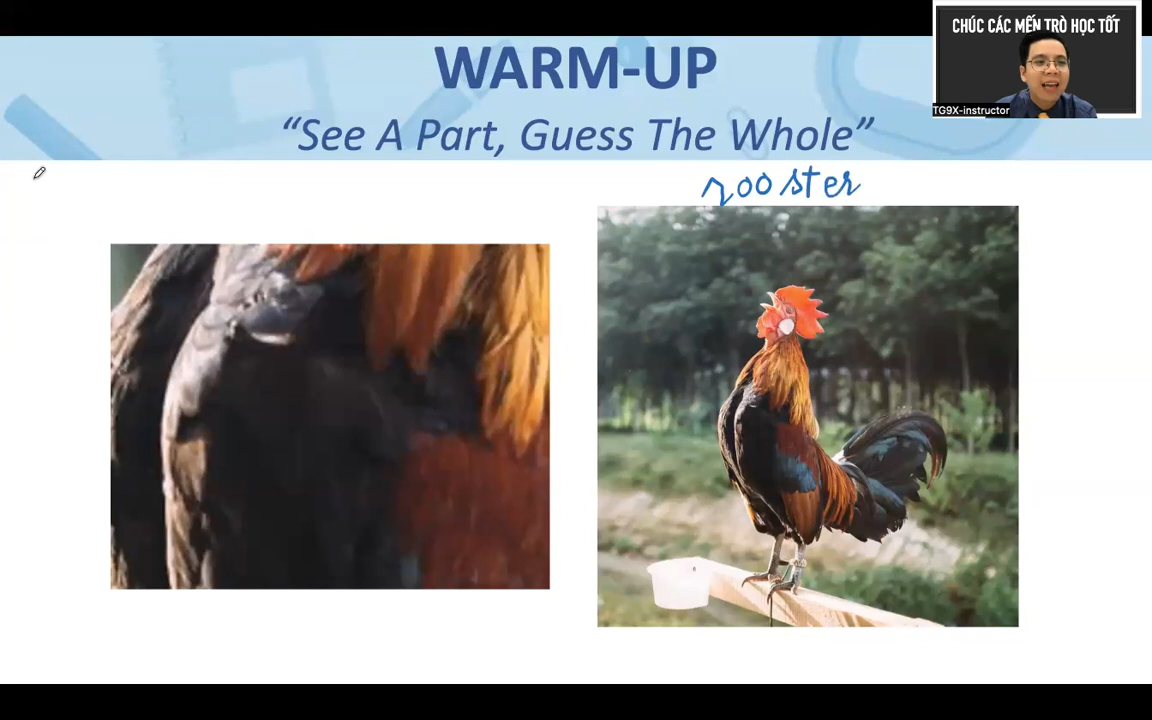 CHÚC CÁC MẾN TRÒ HỌC TỐT
TG9X-instructor
WARM-UP
“See A Part, Guess The Whole”
rooster